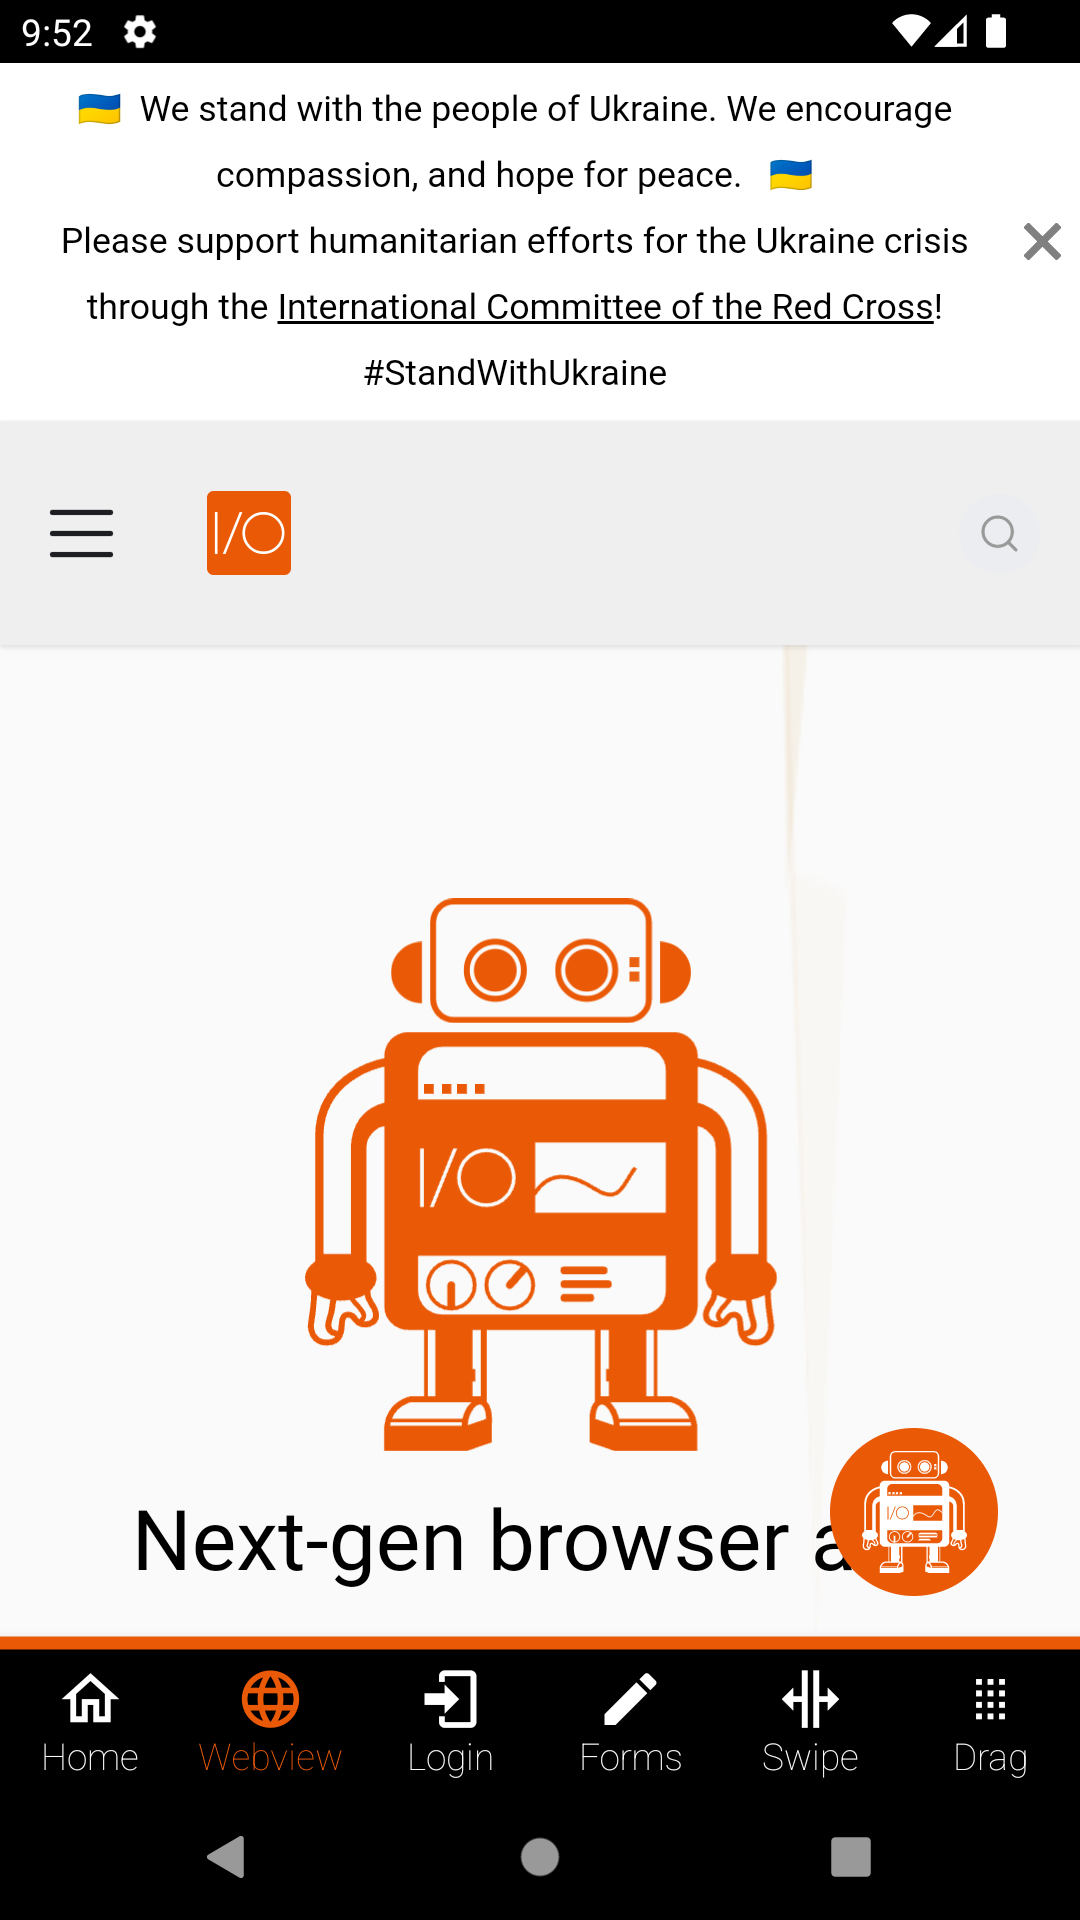 9:52
🇺🇦 We stand with the people of Ukraine. We encourage
compassion, and hope for peace. 🇺🇦
Please support humanitarian efforts for the Ukraine crisis
through the International Committee of the Red Cross!
#StandWithUkraine
I/O
I/O
Next-gen browser a
I/O
Home Webview Login Forms Swipe Drag